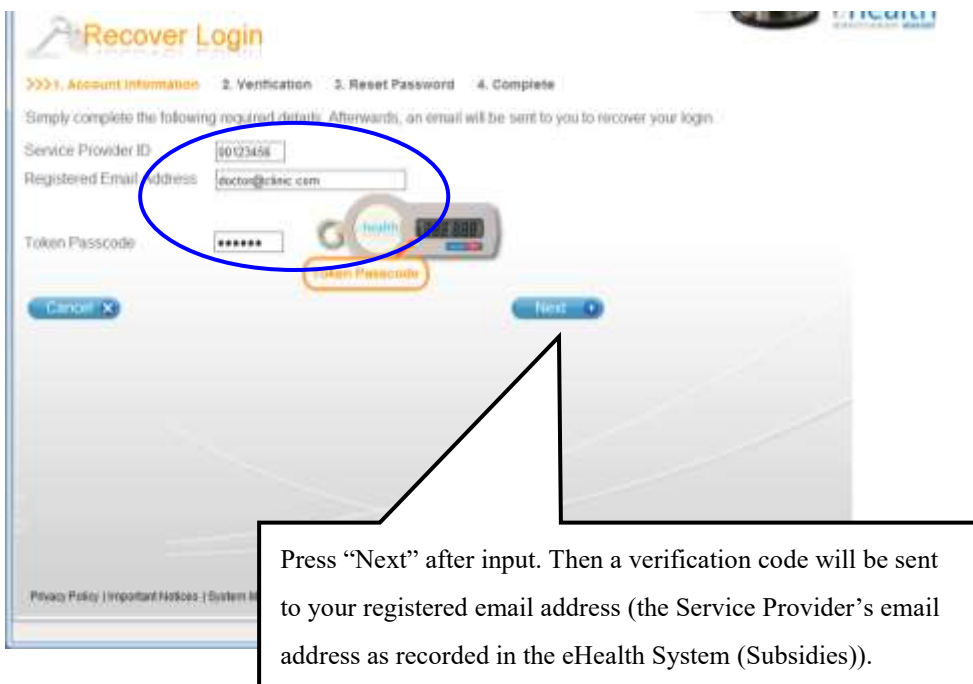 eHealth
Recover Login
>>>1. Account Information 2. Verification 3. Reset Password 4. Complete
Simply complete the following required details. Afterwards, an email will be sent to you to recover your login.
Service Provider ID 90123456
Registered Email Address doctor@clinic.com
Token Passcode ●●●●●●
health
Token Passcode
Cancel Next
Press “Next” after input. Then a verification code will be sent
to your registered email address (the Service Provider’s email
address as recorded in the eHealth System (Subsidies)).
Privacy Policy | Important Notices | System M